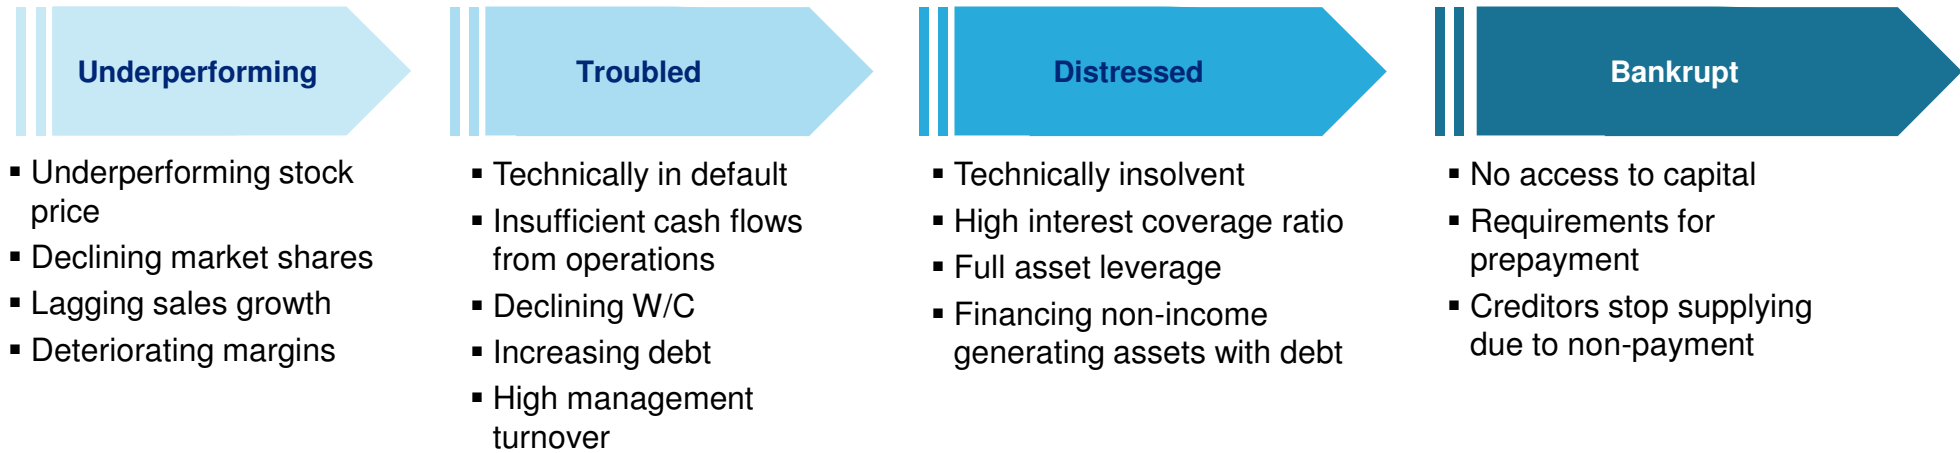 Underperforming
▪ Underperforming stock
price
▪ Declining market shares
▪ Lagging sales growth
▪ Deteriorating margins
Troubled
▪ Technically in default
▪ Insufficient cash flows
from operations
▪ Declining W/C
▪ Increasing debt
▪ High management
turnover
Distressed
▪ Technically insolvent
▪ High interest coverage ratio
▪ Full asset leverage
▪ Financing non-income
generating assets with debt
Bankrupt
▪ No access to capital
▪ Requirements for
prepayment
▪ Creditors stop supplying
due to non-payment